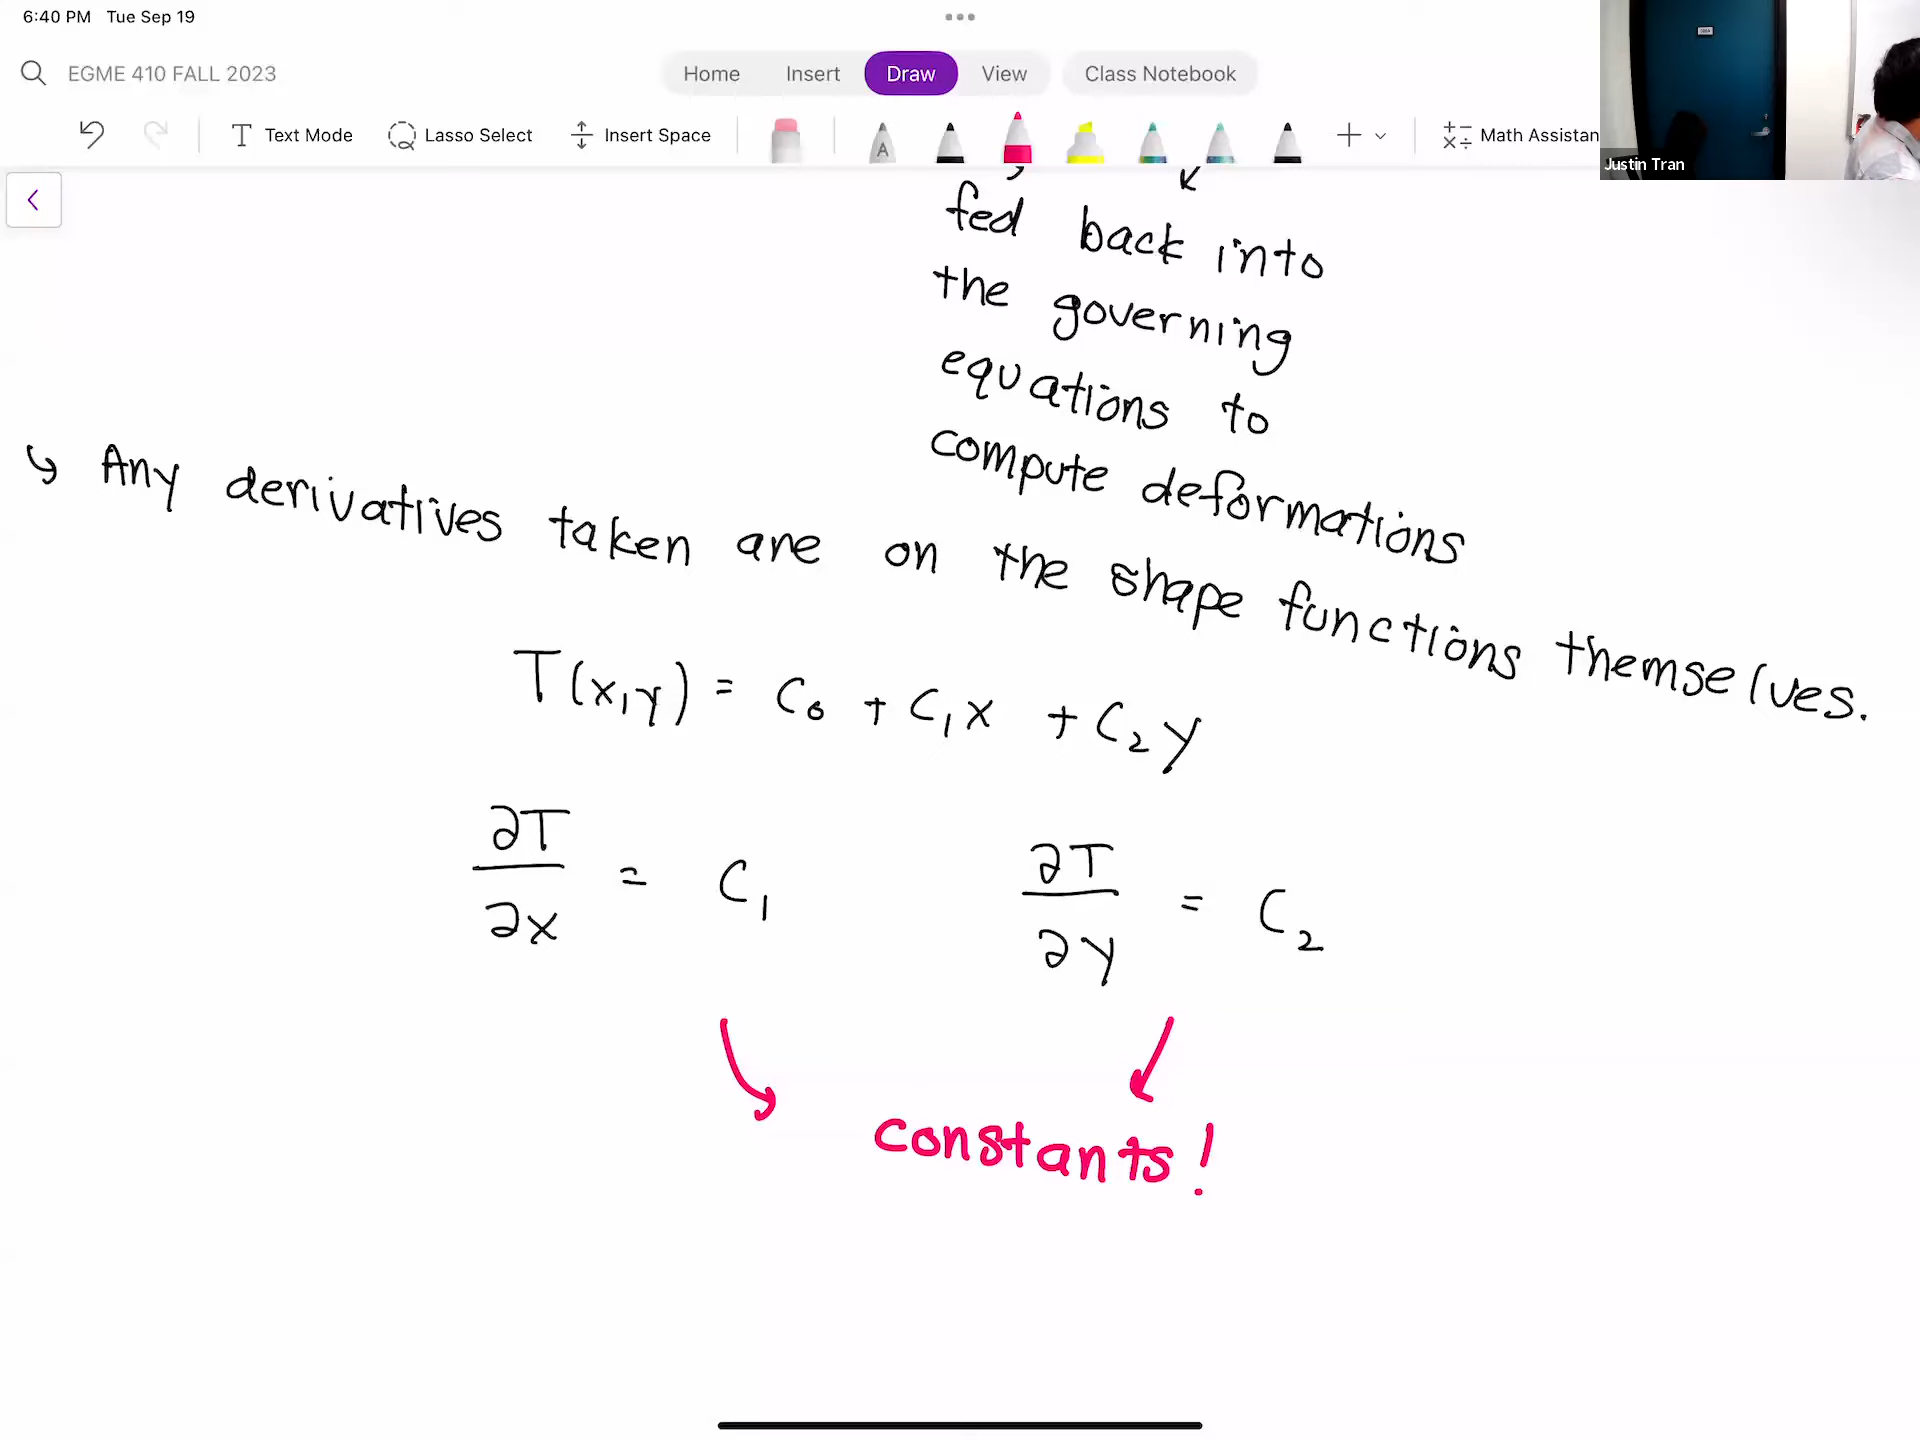 6:40 PM Tue Sep 19
EGME 410 FALL 2023
Home Insert Draw View Class Notebook
Text Mode Lasso Select Insert Space Math Assistan
Justin Tran
fed back into
the governing
equations to
compute deformations
↳ Any derivatives taken are on the shape functions themselves.
T(x,y) = C₀ + C₁x + C₂y
∂T/∂x = C₁ ∂T/∂y = C₂
constants!